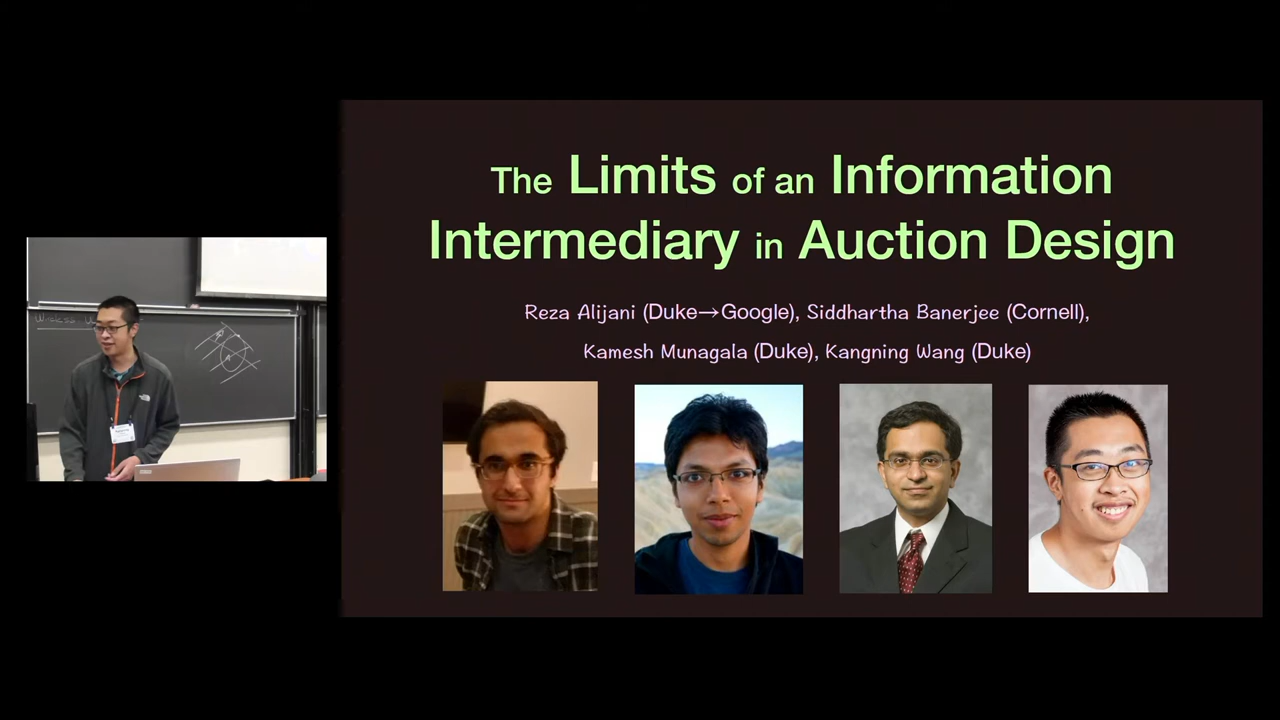 The Limits of an Information
Intermediary in Auction Design
Reza Alijani (Duke→Google), Siddhartha Banerjee (Cornell),
Kamesh Munagala (Duke), Kangning Wang (Duke)